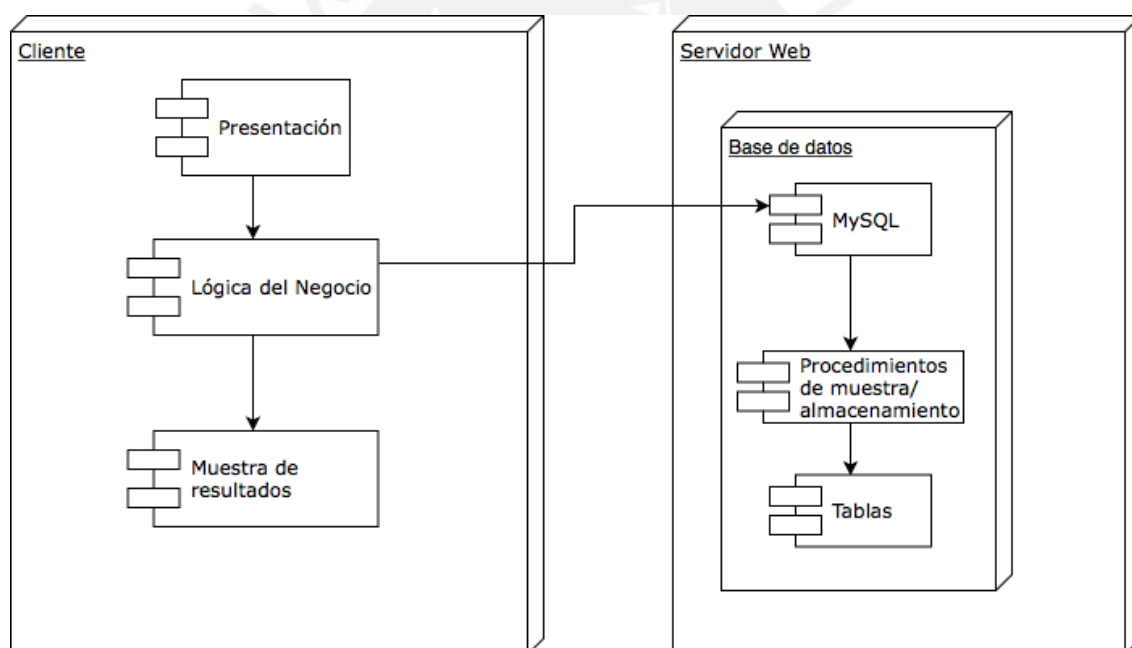 Cliente
Presentación
Lógica del Negocio
Muestra de
resultados
Servidor Web
Base de datos
MySQL
Procedimientos
de muestra/
almacenamiento
Tablas